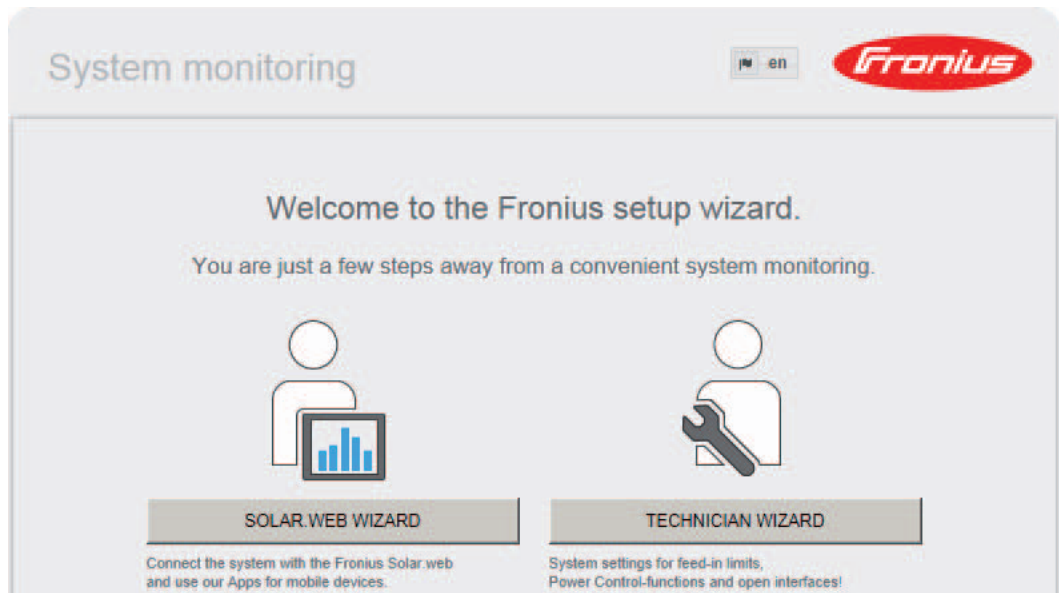 System monitoring
en
Fronius
Welcome to the Fronius setup wizard.
You are just a few steps away from a convenient system monitoring.
SOLAR.WEB WIZARD
TECHNICIAN WIZARD
Connect the system with the Fronius Solar.web
and use our Apps for mobile devices.
System settings for feed-in limits,
Power Control-functions and open interfaces!